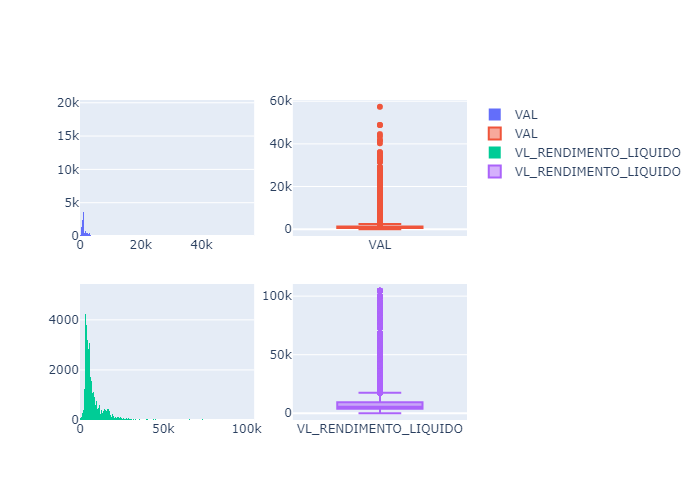 20k
15k
10k
5k
0
0 20k 40k
60k
40k
20k
0
VAL
VAL
VAL
VL_RENDIMENTO_LIQUIDO
VL_RENDIMENTO_LIQUIDO
4000
2000
0
0 50k 100k
100k
50k
0
VL_RENDIMENTO_LIQUIDO